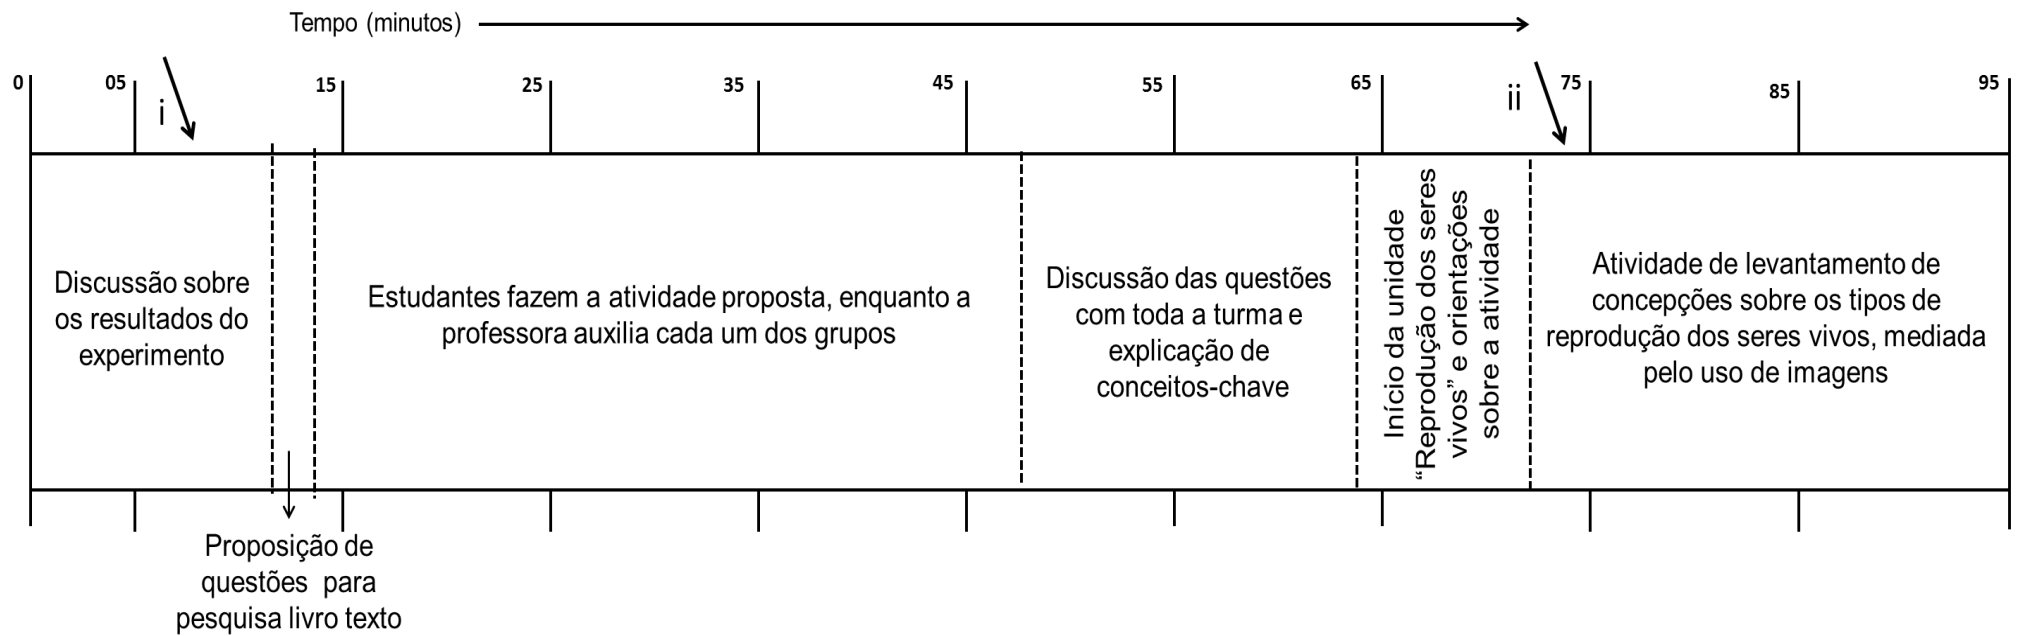 Tempo (minutos)
0
05
15
25
35
45
55
65
75
85
95
i
ii
Discussão sobre
os resultados do
experimento
Proposição de
questões para
pesquisa livro texto
Estudantes fazem a atividade proposta, enquanto a
professora auxilia cada um dos grupos
Discussão das questões
com toda a turma e
explicação de
conceitos-chave
Início da unidade
“Reprodução dos seres
vivos” e orientações
sobre a atividade
Atividade de levantamento de
concepções sobre os tipos de
reprodução dos seres vivos, mediada
pelo uso de imagens